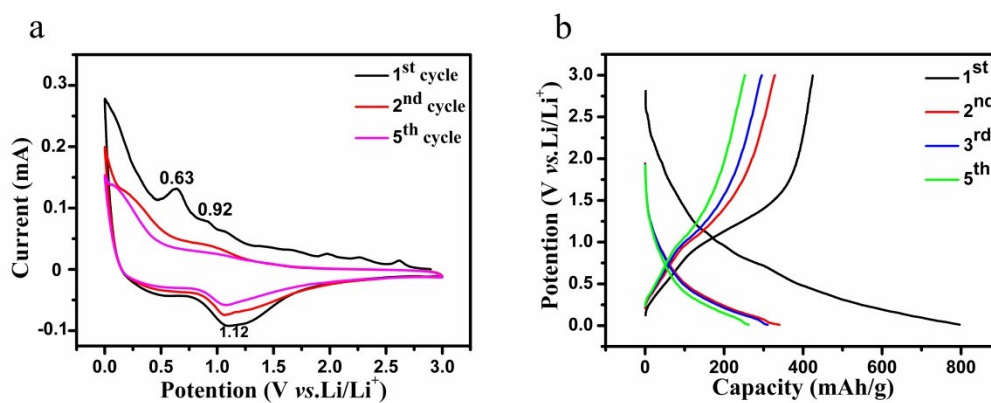 a
1st cycle
2nd cycle
5th cycle
0.3
0.2
0.1
0
-0.1
0.63
0.92
1.12
0.0 0.5 1.0 1.5 2.0 2.5 3.0
Current (mA)
Potention (V vs.Li/Li+)
b
1st
2nd
3rd
5th
3.0
2.5
2.0
1.5
1.0
0.5
0.0
0 200 400 600 800
Potention (V vs.Li/Li+)
Capacity (mAh/g)